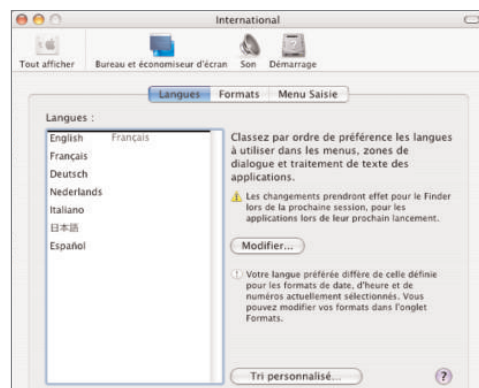 International
Tout afficher Bureau et économiseur d'écran Son Démarrage
Langues Formats Menu Saisie
Langues :
English Français
Français
Deutsch
Nederlands
Italiano
日本語
Español
Classez par ordre de préférence les langues
à utiliser dans les menus, zones de
dialogue et traitement de texte des
applications.
Les changements prendront effet pour le Finder
lors de la prochaine session, pour les
applications lors de leur prochain lancement.
Modifier...
Votre langue préférée diffère de celle définie
pour les formats de date, d'heure et de
numéros actuellement sélectionnés. Vous
pouvez modifier vos formats dans l'onglet
Formats.
Tri personnalisé... ?